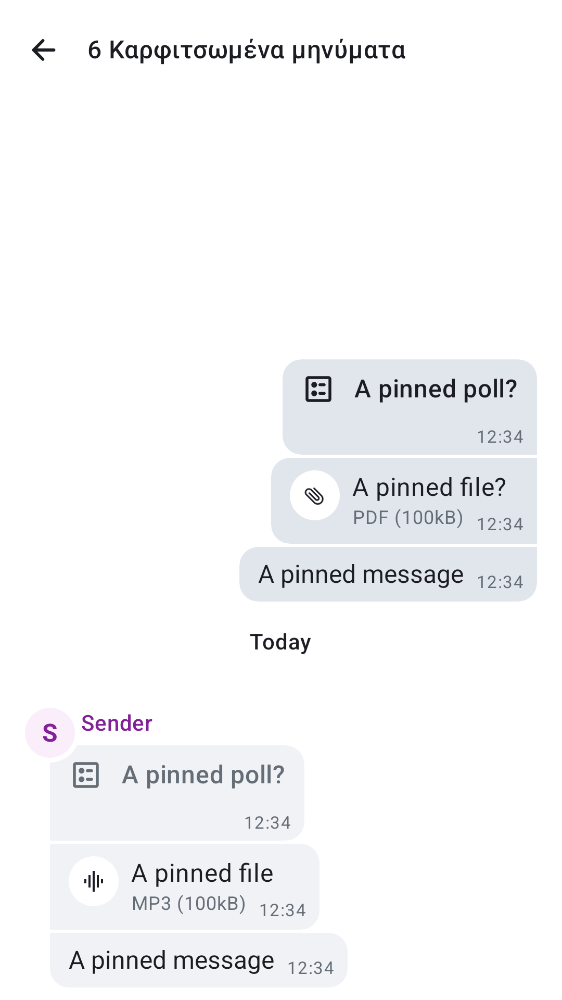 6 Καρφιτσωμένα μηνύματα
A pinned poll?
12:34
A pinned file?
PDF (100kB) 12:34
A pinned message 12:34
Today
S Sender
A pinned poll?
12:34
A pinned file
MP3 (100kB) 12:34
A pinned message 12:34